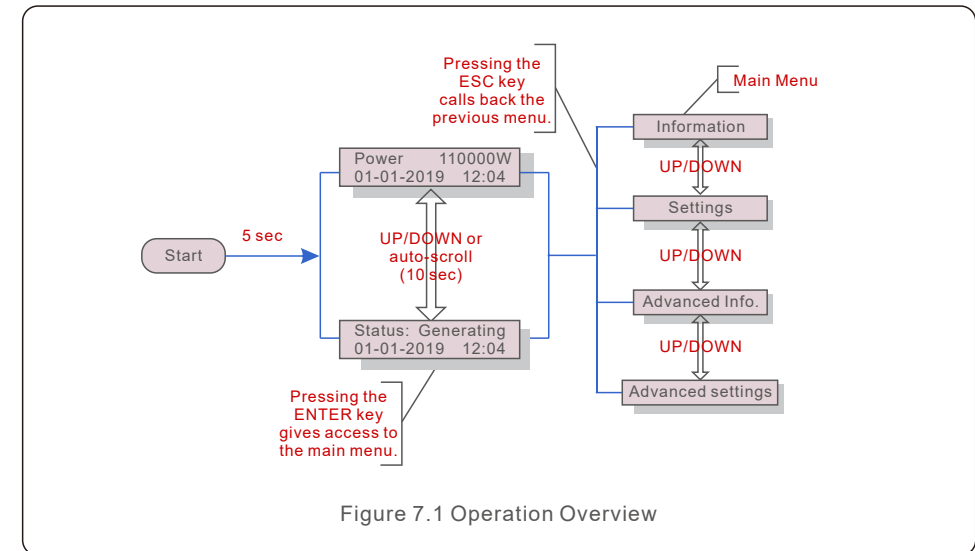 Pressing the
ESC key
calls back the
previous menu.
Main Menu
Information
UP/DOWN
Power 110000W
01-01-2019 12:04
Settings
5 sec
Start
UP/DOWN or
auto-scroll
(10 sec)
UP/DOWN
Advanced Info.
Status: Generating
01-01-2019 12:04
UP/DOWN
Advanced settings
Pressing the
ENTER key
gives access to
the main menu.
Figure 7.1 Operation Overview